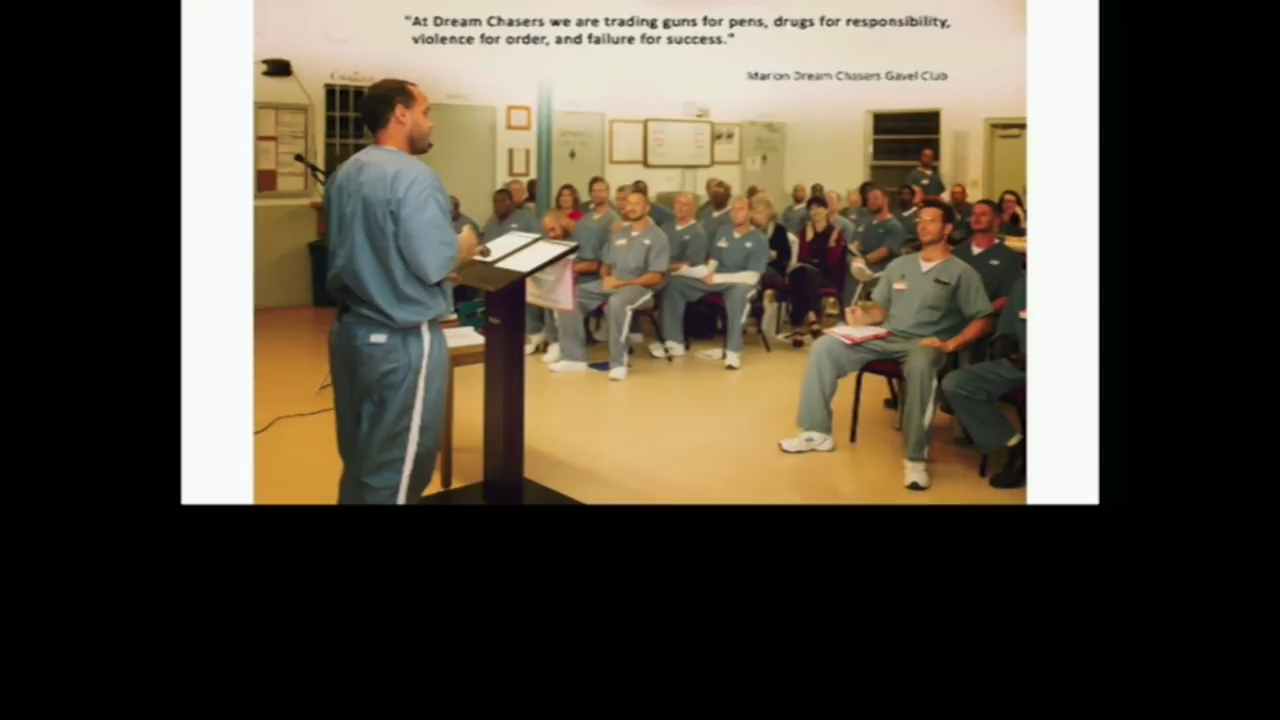 "At Dream Chasers we are trading guns for pens, drugs for responsibility,
violence for order, and failure for success."
Marion Dream Chasers Gavel Club